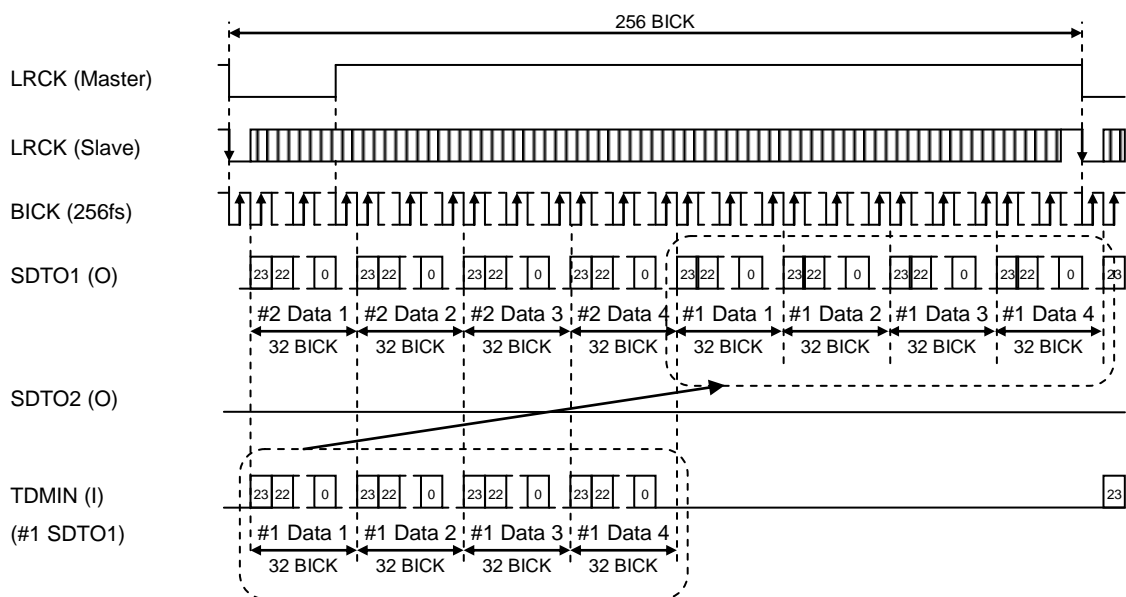 256 BICK
LRCK (Master)
LRCK (Slave)
BICK (256fs)
SDTO1 (O)
23 22 0 23 22 0 23 22 0 23 22 0 23 22 0 23 22 0 23 22 0 23 22 0 23
#2 Data 1 #2 Data 2 #2 Data 3 #2 Data 4 #1 Data 1 #1 Data 2 #1 Data 3 #1 Data 4
32 BICK 32 BICK 32 BICK 32 BICK 32 BICK 32 BICK 32 BICK 32 BICK
SDTO2 (O)
TDMIN (I)
23 22 0 23 22 0 23 22 0 23 22 0 23
(#1 SDTO1)
#1 Data 1 #1 Data 2 #1 Data 3 #1 Data 4
32 BICK 32 BICK 32 BICK 32 BICK